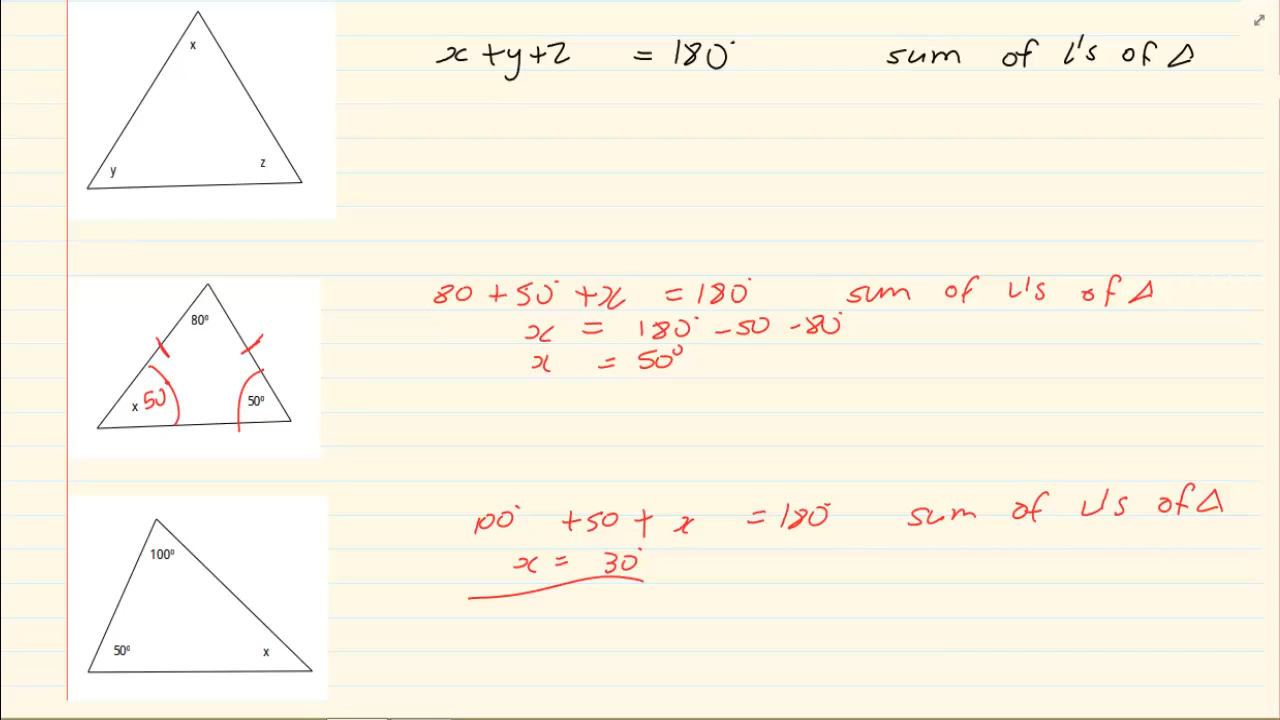 x
y
z
x + y + z = 180° sum of L's of Δ
80°
x 50°
50°
80 + 50° + x = 180° sum of L's of Δ
x = 180° - 50 - 80°
x = 50°
100°
50°
x
100° + 50 + x = 180° sum of L's of Δ
x = 30°